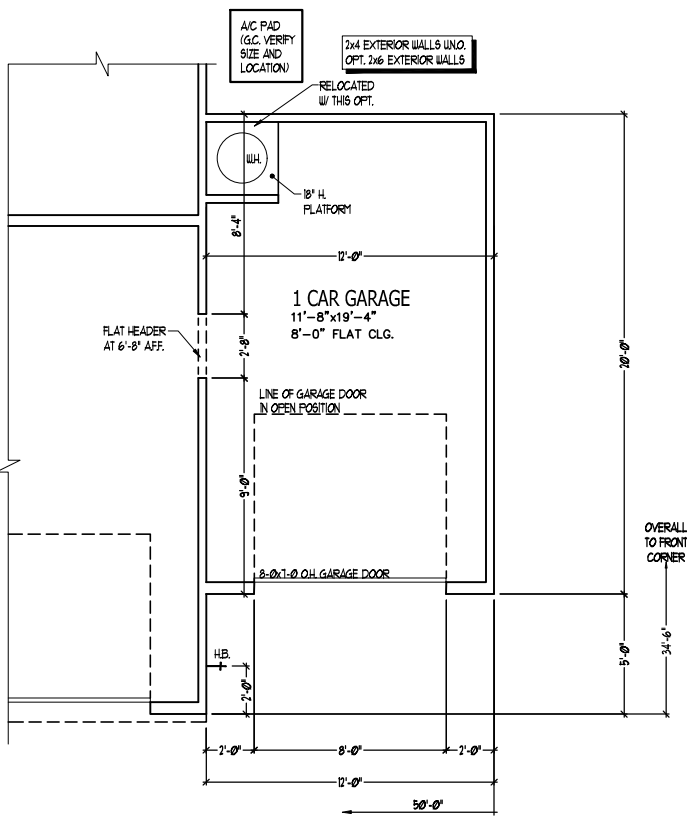 A/C PAD
(G.C. VERIFY
SIZE AND
LOCATION)
2x4 EXTERIOR WALLS U.N.O.
OPT. 2x6 EXTERIOR WALLS
RELOCATED
W/ THIS OPT.
W.H.
18" H.
PLATFORM
8'-4"
12'-0"
1 CAR GARAGE
11'-8"x19'-4"
8'-0" FLAT CLG.
FLAT HEADER
AT 6'-8" A.F.F.
2'-8"
20'-0"
LINE OF GARAGE DOOR
IN OPEN POSITION
9'-0"
OVERALL
TO FRONT
CORNER
8-0x7-0 O.H. GARAGE DOOR
H.B.
2'-0"
5'-0"
34'-6"
2'-0"
8'-0"
2'-0"
12'-0"
50'-0"